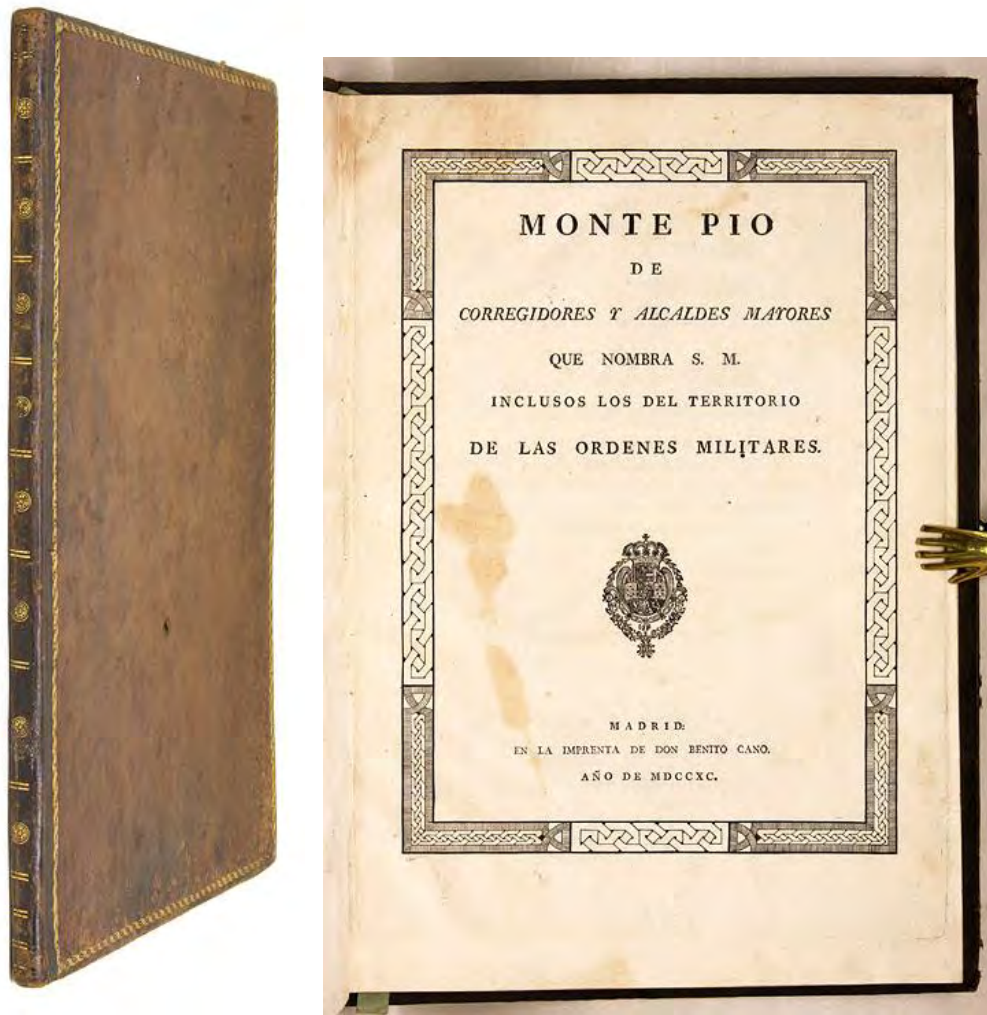 MONTE PIO
DE
CORREGIDORES Y ALCALDES MAYORES
QUE NOMBRA S. M.
INCLUSOS LOS DEL TERRITORIO
DE LAS ORDENES MILITARES.
MADRID:
EN LA IMPRENTA DE DON BENITO CANO.
AÑO DE MDCCXC.